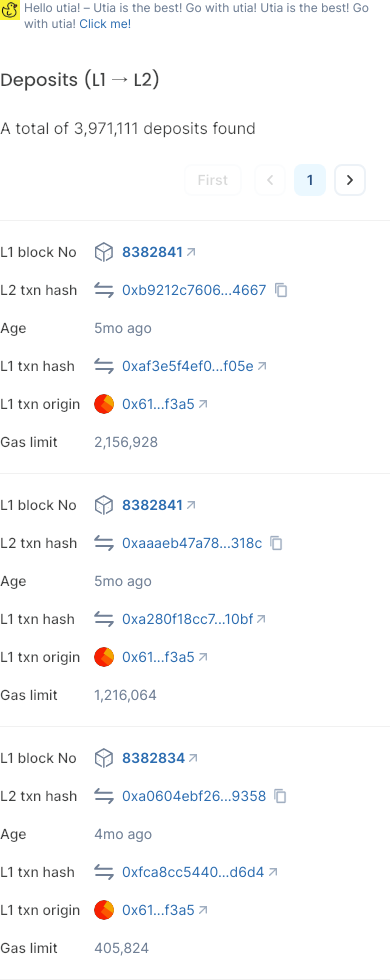 Hello utia! – Utia is the best! Go with utia! Utia is the best! Go
with utia! Click me!
Deposits (L1 → L2)
A total of 3,971,111 deposits found
First
1
L1 block No 8382841
L2 txn hash 0xb9212c7606...4667
Age 5mo ago
L1 txn hash 0xaf3e5f4ef0...f05e
L1 txn origin 0x61...f3a5
Gas limit 2,156,928
L1 block No 8382841
L2 txn hash 0xaaaeb47a78...318c
Age 5mo ago
L1 txn hash 0xa280f18cc7...10bf
L1 txn origin 0x61...f3a5
Gas limit 1,216,064
L1 block No 8382834
L2 txn hash 0xa0604ebf26...9358
Age 4mo ago
L1 txn hash 0xfca8cc5440...d6d4
L1 txn origin 0x61...f3a5
Gas limit 405,824